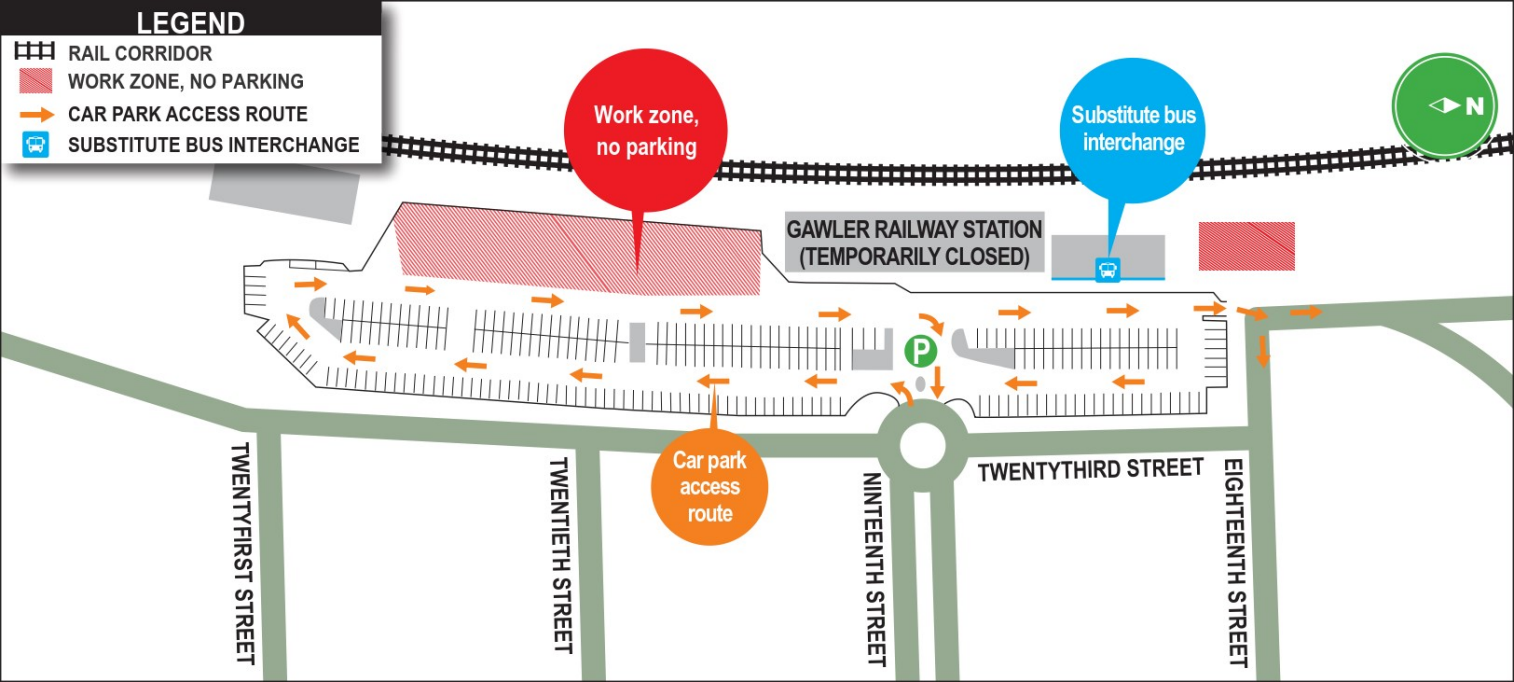 LEGEND
RAIL CORRIDOR
WORK ZONE, NO PARKING
CAR PARK ACCESS ROUTE
SUBSTITUTE BUS INTERCHANGE
Work zone,
no parking
Substitute bus
interchange
N
GAWLER RAILWAY STATION
(TEMPORARILY CLOSED)
P
Car park
access
route
TWENTYTHIRD STREET
TWENTYFIRST STREET
TWENTIETH STREET
NINTEENTH STREET
EIGHTEENTH STREET